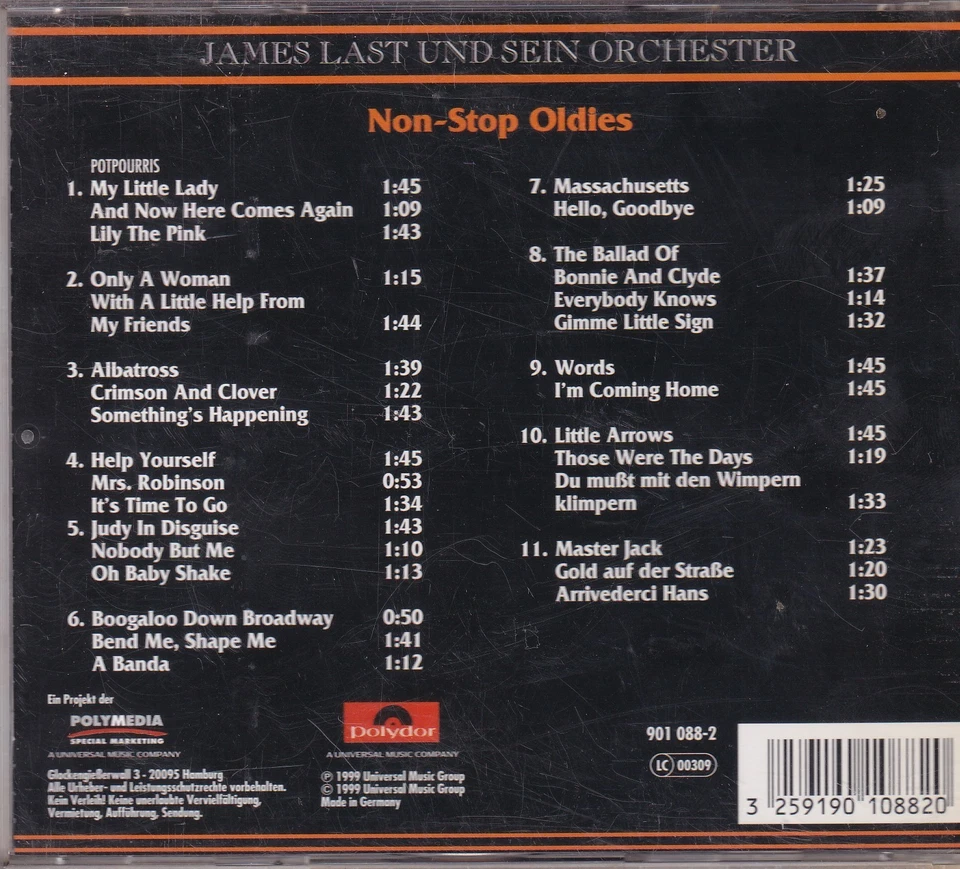 JAMES LAST UND SEIN ORCHESTER
Non-Stop Oldies
POTPOURRIS
1. My Little Lady 1:45
And Now Here Comes Again 1:09
Lily The Pink 1:43
2. Only A Woman 1:15
With A Little Help From
My Friends 1:44
3. Albatross 1:39
Crimson And Clover 1:22
Something's Happening 1:43
4. Help Yourself 1:45
Mrs. Robinson 0:53
It's Time To Go 1:34
5. Judy In Disguise 1:43
Nobody But Me 1:10
Oh Baby Shake 1:13
6. Boogaloo Down Broadway 0:50
Bend Me, Shape Me 1:41
A Banda 1:12
7. Massachusetts 1:25
Hello, Goodbye 1:09
8. The Ballad Of
Bonnie And Clyde 1:37
Everybody Knows 1:14
Gimme Little Sign 1:32
9. Words 1:45
I'm Coming Home 1:45
10. Little Arrows 1:45
Those Were The Days 1:19
Du mußt mit den Wimpern
klimpern 1:33
11. Master Jack 1:23
Gold auf der Straße 1:20
Arrivederci Hans 1:30
Ein Projekt der
POLYMEDIA
SPECIAL MARKETING
A UNIVERSAL MUSIC COMPANY
Glockengießerwall 3 - 20095 Hamburg
Alle Urheber- und Leistungsschutzrechte vorbehalten.
Kein Verleih! Keine unerlaubte Vervielfältigung,
Vermietung, Aufführung, Sendung.
Polydor
A UNIVERSAL MUSIC COMPANY
℗ 1999 Universal Music Group
© 1999 Universal Music Group
Made in Germany
901 088-2
LC 00309
3 259190 108820